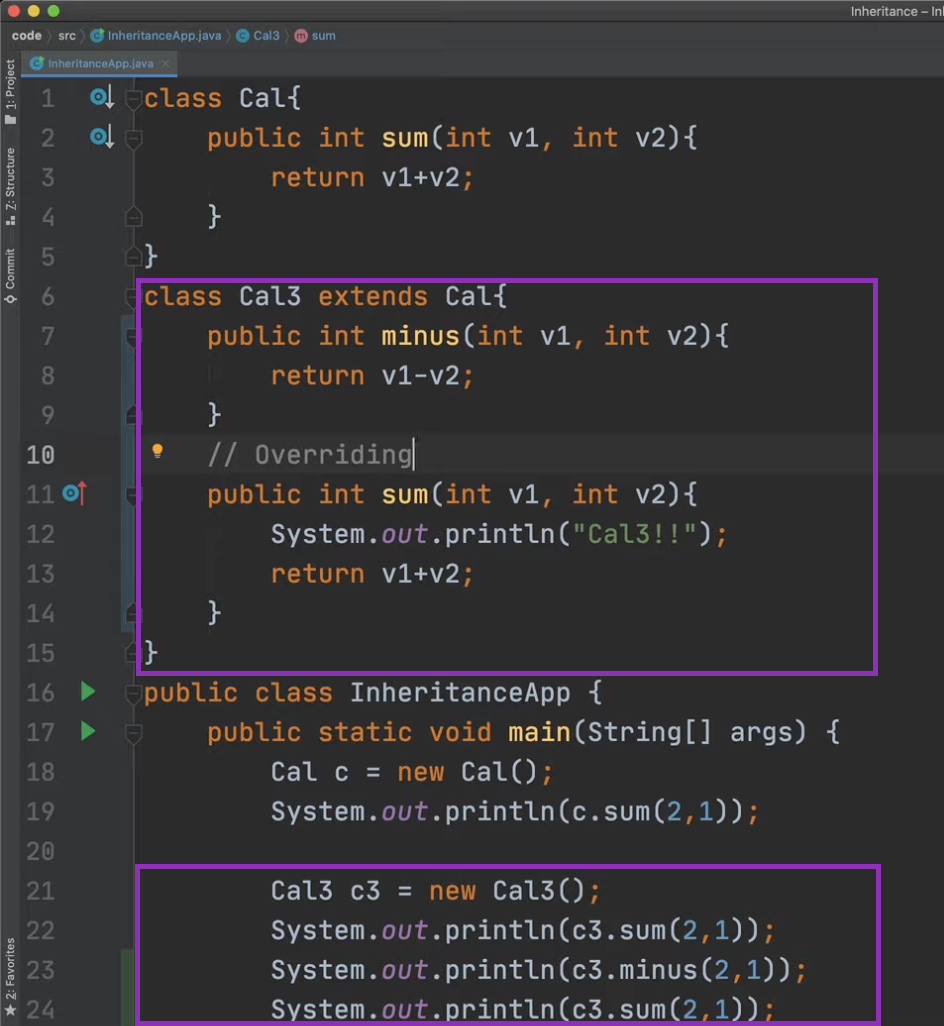 Inheritance – In
code src InheritanceApp.java Cal3 sum
InheritanceApp.java
1: Project
Z: Structure
Commit
2: Favorites
1 class Cal{
2 public int sum(int v1, int v2){
3 return v1+v2;
4 }
5 }
6 class Cal3 extends Cal{
7 public int minus(int v1, int v2){
8 return v1-v2;
9 }
10 // Overriding
11 public int sum(int v1, int v2){
12 System.out.println("Cal3!!");
13 return v1+v2;
14 }
15 }
16 public class InheritanceApp {
17 public static void main(String[] args) {
18 Cal c = new Cal();
19 System.out.println(c.sum(2,1));
20
21 Cal3 c3 = new Cal3();
22 System.out.println(c3.sum(2,1));
23 System.out.println(c3.minus(2,1));
24 System.out.println(c3.sum(2,1));